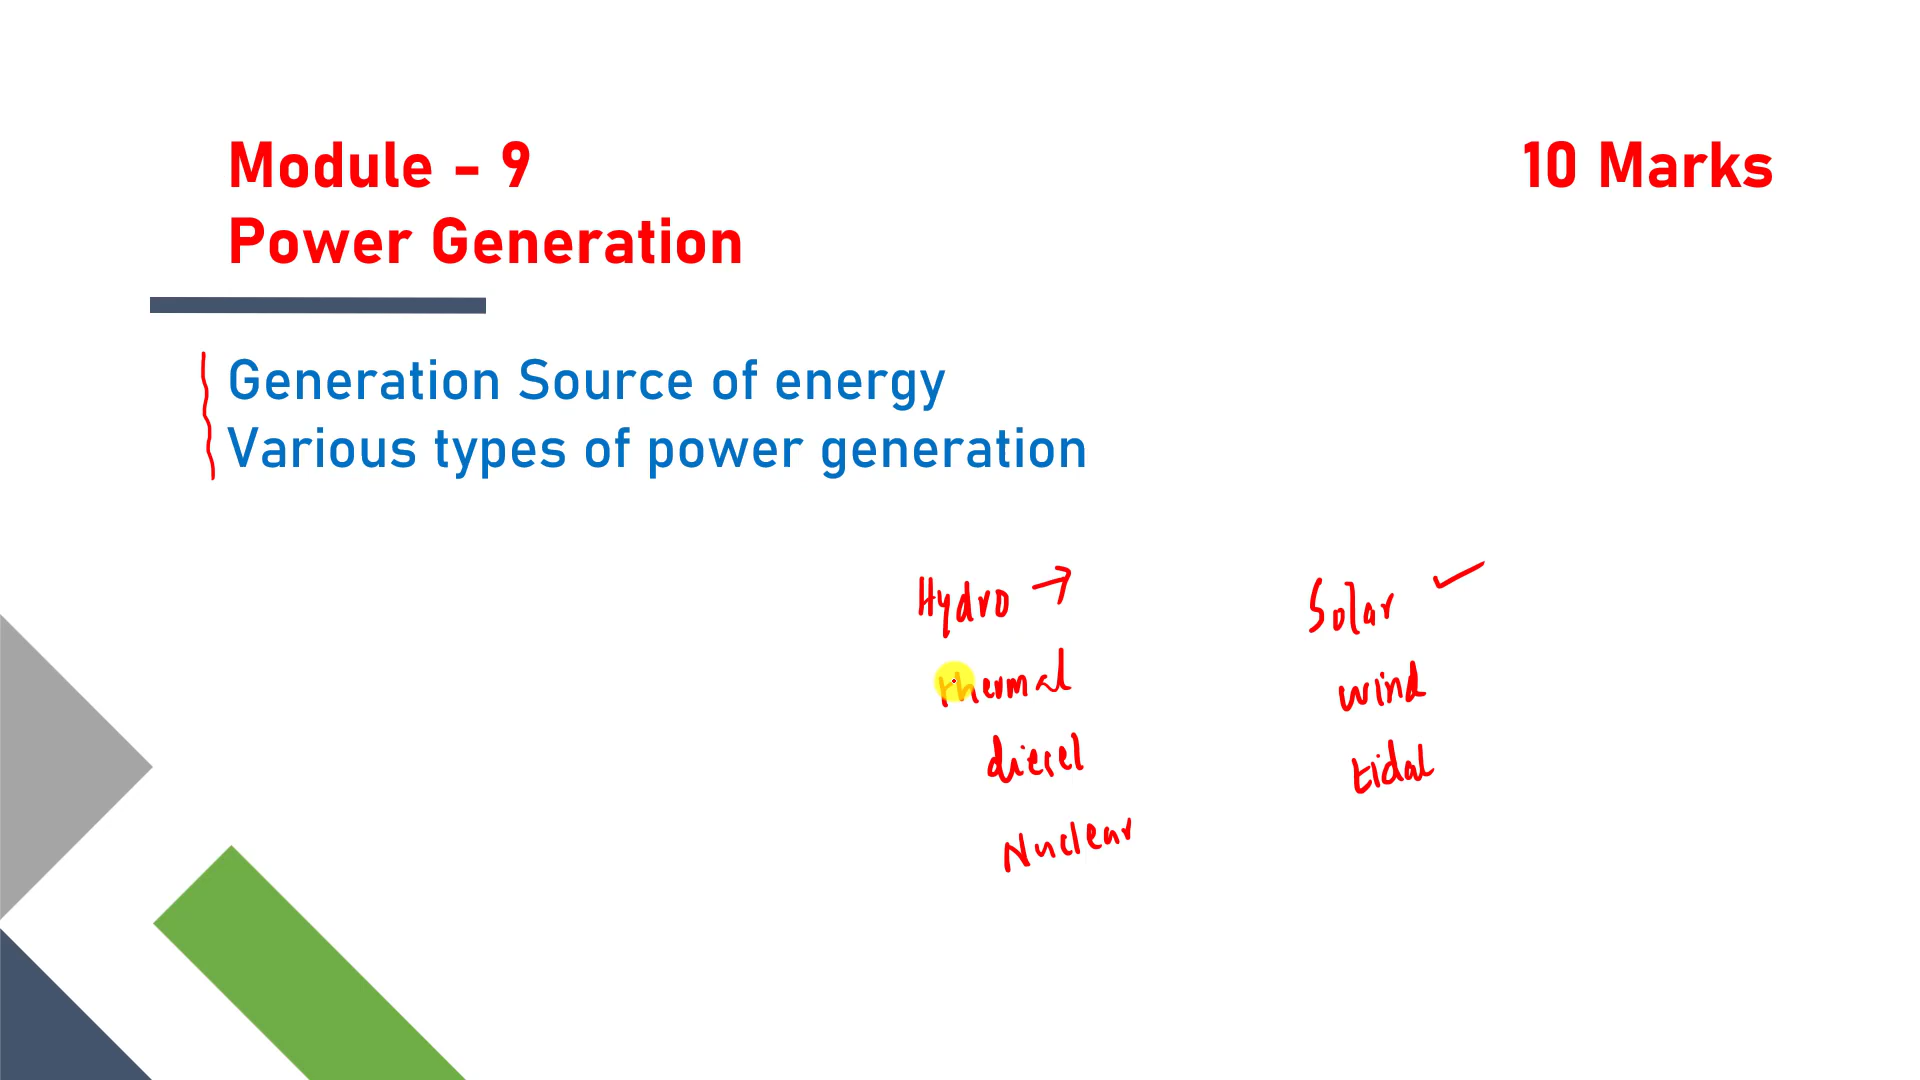 Module - 9
10 Marks
Power Generation
Generation Source of energy
Various types of power generation
Hydro →
Solar ✓
thermal
wind
diesel
tidal
Nuclear